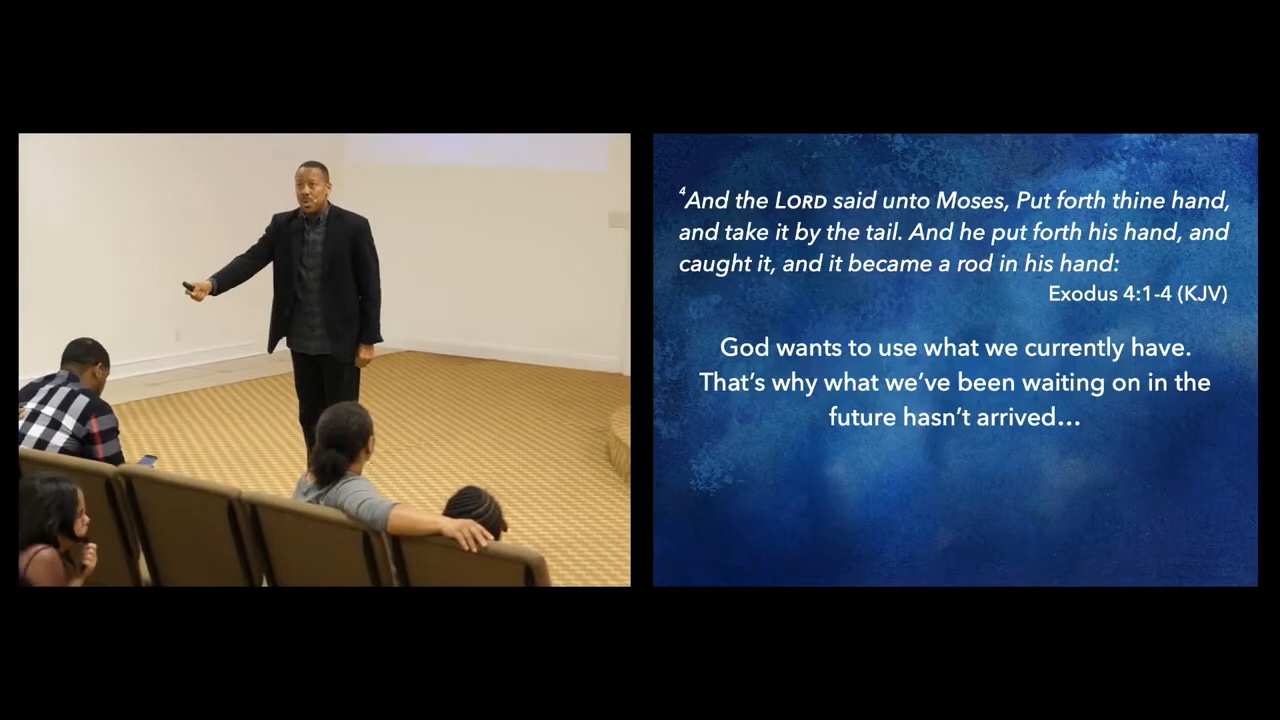 ⁴And the LORD said unto Moses, Put forth thine hand,
and take it by the tail. And he put forth his hand, and
caught it, and it became a rod in his hand:
Exodus 4:1-4 (KJV)
God wants to use what we currently have.
That’s why what we’ve been waiting on in the
future hasn’t arrived…